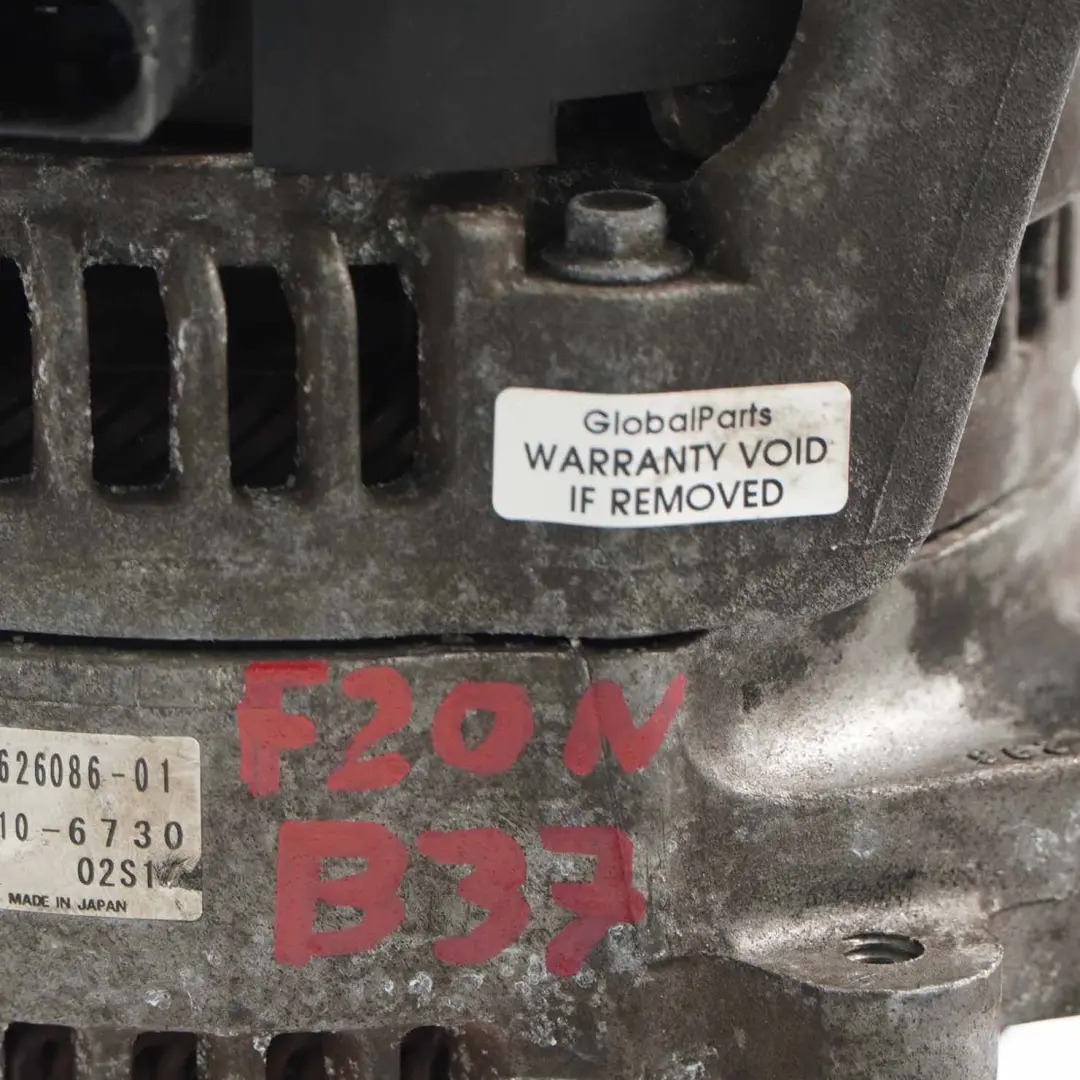 GlobalParts
WARRANTY VOID
IF REMOVED
F20N
B37
626086-01
10-6730
02S1
MADE IN JAPAN